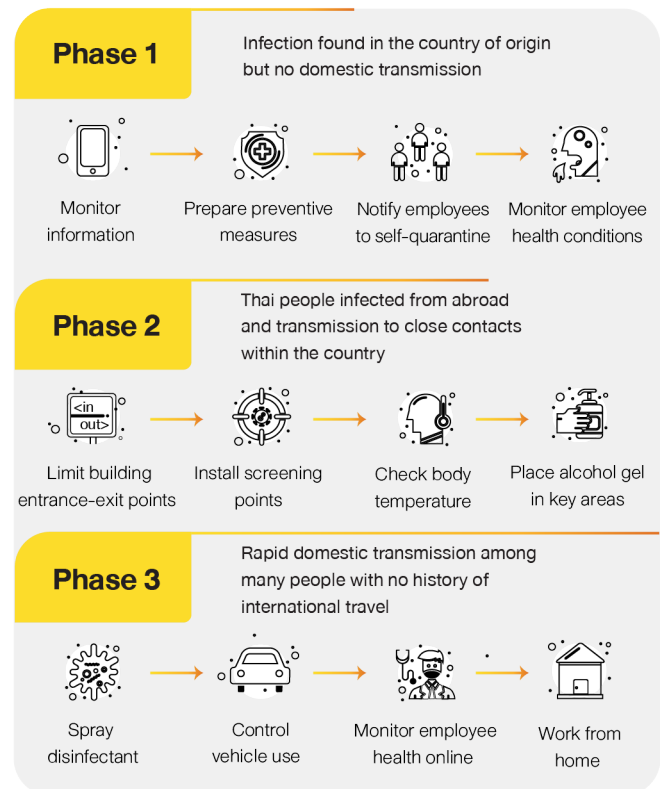 Phase 1
Infection found in the country of origin
but no domestic transmission
Monitor
information
Prepare preventive
measures
Notify employees
to self-quarantine
Monitor employee
health conditions
Phase 2
Thai people infected from abroad
and transmission to close contacts
within the country
<in
out>
Limit building
entrance-exit points
Install screening
points
Check body
temperature
Place alcohol gel
in key areas
Phase 3
Rapid domestic transmission among
many people with no history of
international travel
Spray
disinfectant
Control
vehicle use
Monitor employee
health online
Work from
home